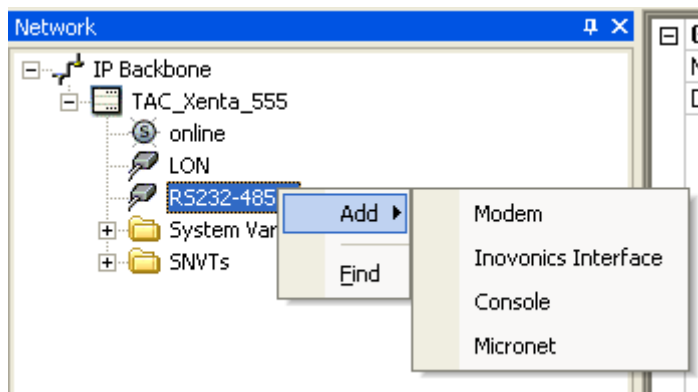 Network
IP Backbone
TAC_Xenta_555
S online
LON
RS232-485
Add
Modem
System Var
Inovonics Interface
SNVTs
Find
Console
Micronet